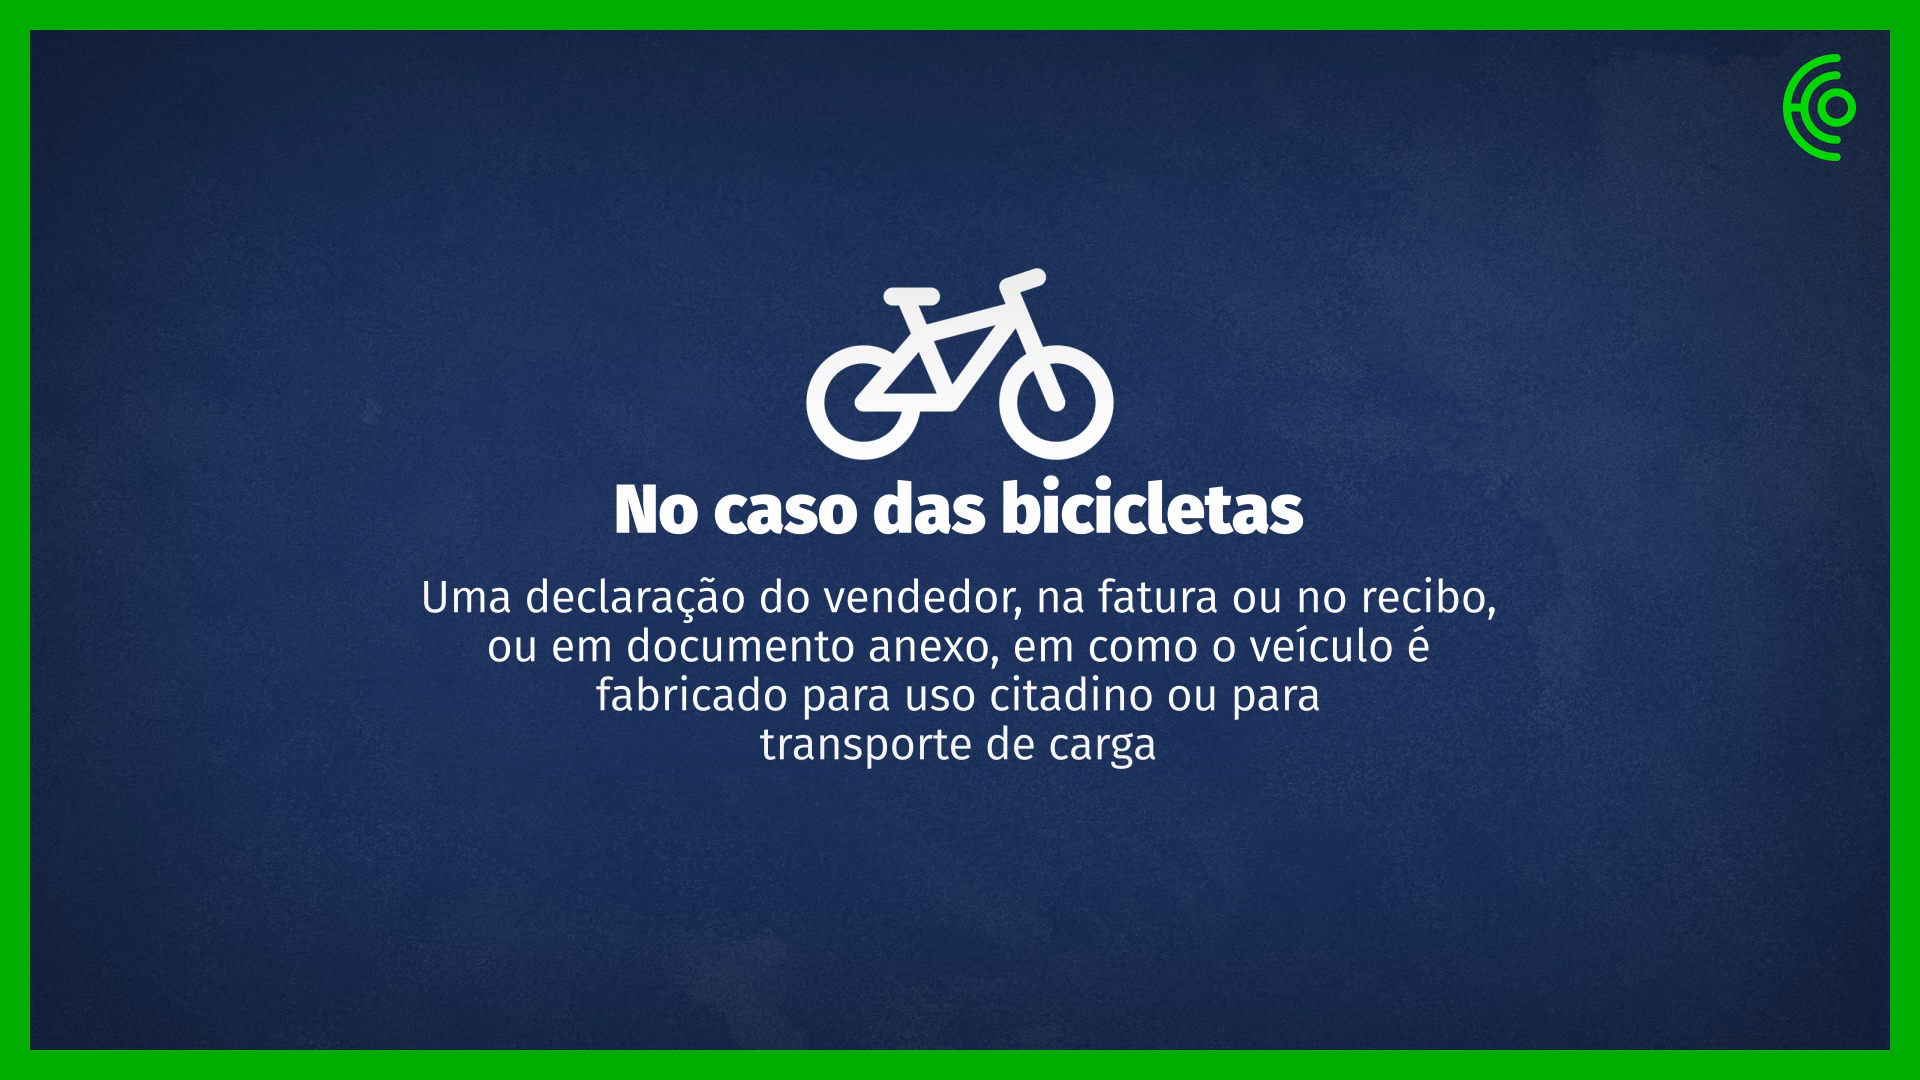 No caso das bicicletas
Uma declaração do vendedor, na fatura ou no recibo,
ou em documento anexo, em como o veículo é
fabricado para uso citadino ou para
transporte de carga